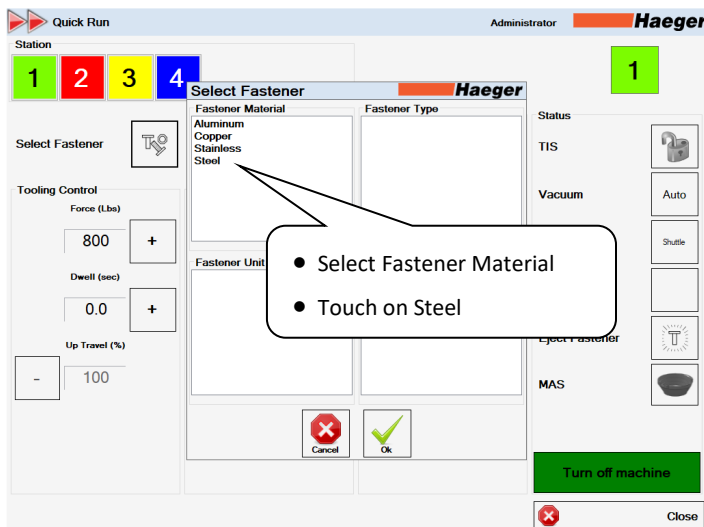 Quick Run
Administrator
Haeger
Station
1 2 3 4
1
Select Fastener
Haeger
Fastener Material
Fastener Type
Aluminum
Copper
Stainless
Steel
Select Fastener
Status
TIS
Tooling Control
Force (Lbs)
800 +
Vacuum
Auto
Shuttle
Fastener Unit
• Select Fastener Material
• Touch on Steel
Dwell (sec)
0.0 +
Up Travel (%)
- 100
Eject Fastener
T
MAS
Cancel
Ok
Turn off machine
Close